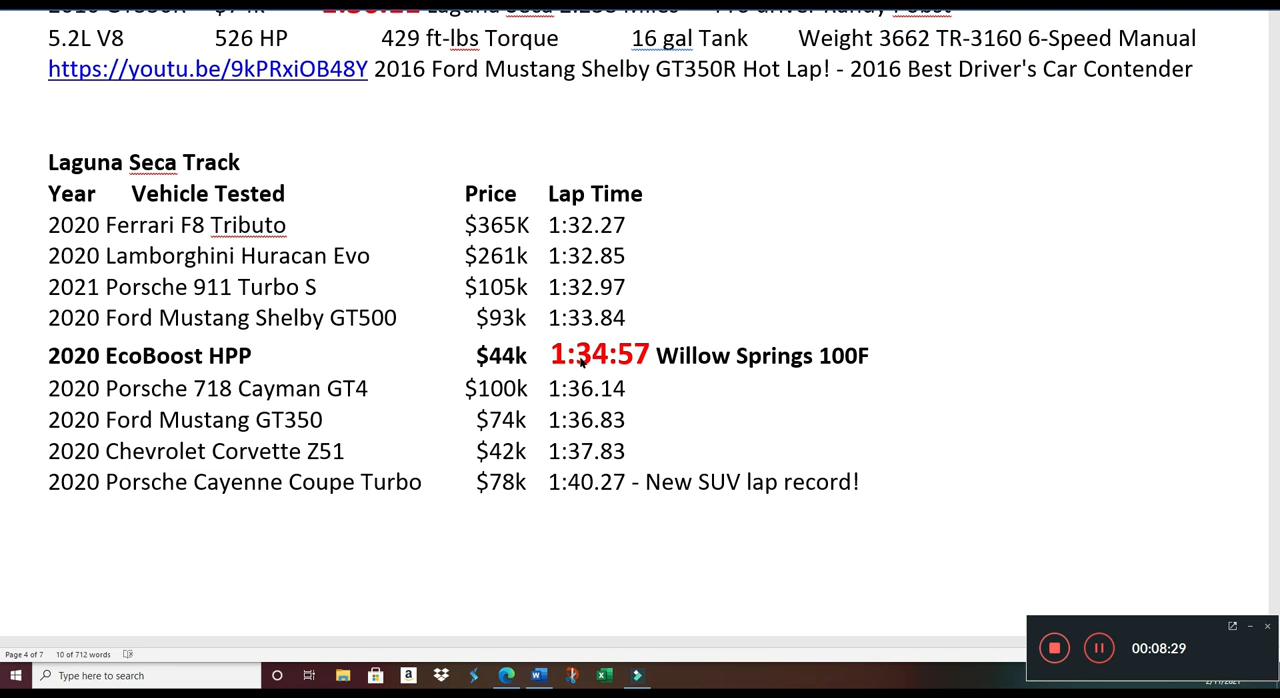 5.2L V8 526 HP 429 ft-lbs Torque 16 gal Tank Weight 3662 TR-3160 6-Speed Manual
https://youtu.be/9kPRxiOB48Y 2016 Ford Mustang Shelby GT350R Hot Lap! - 2016 Best Driver's Car Contender
Laguna Seca Track
Year Vehicle Tested Price Lap Time
2020 Ferrari F8 Tributo $365K 1:32.27
2020 Lamborghini Huracan Evo $261k 1:32.85
2021 Porsche 911 Turbo S $105k 1:32.97
2020 Ford Mustang Shelby GT500 $93k 1:33.84
2020 EcoBoost HPP $44k 1:34:57 Willow Springs 100F
2020 Porsche 718 Cayman GT4 $100k 1:36.14
2020 Ford Mustang GT350 $74k 1:36.83
2020 Chevrolet Corvette Z51 $42k 1:37.83
2020 Porsche Cayenne Coupe Turbo $78k 1:40.27 - New SUV lap record!
00:08:29
Page 4 of 7 10 of 712 words
Type here to search